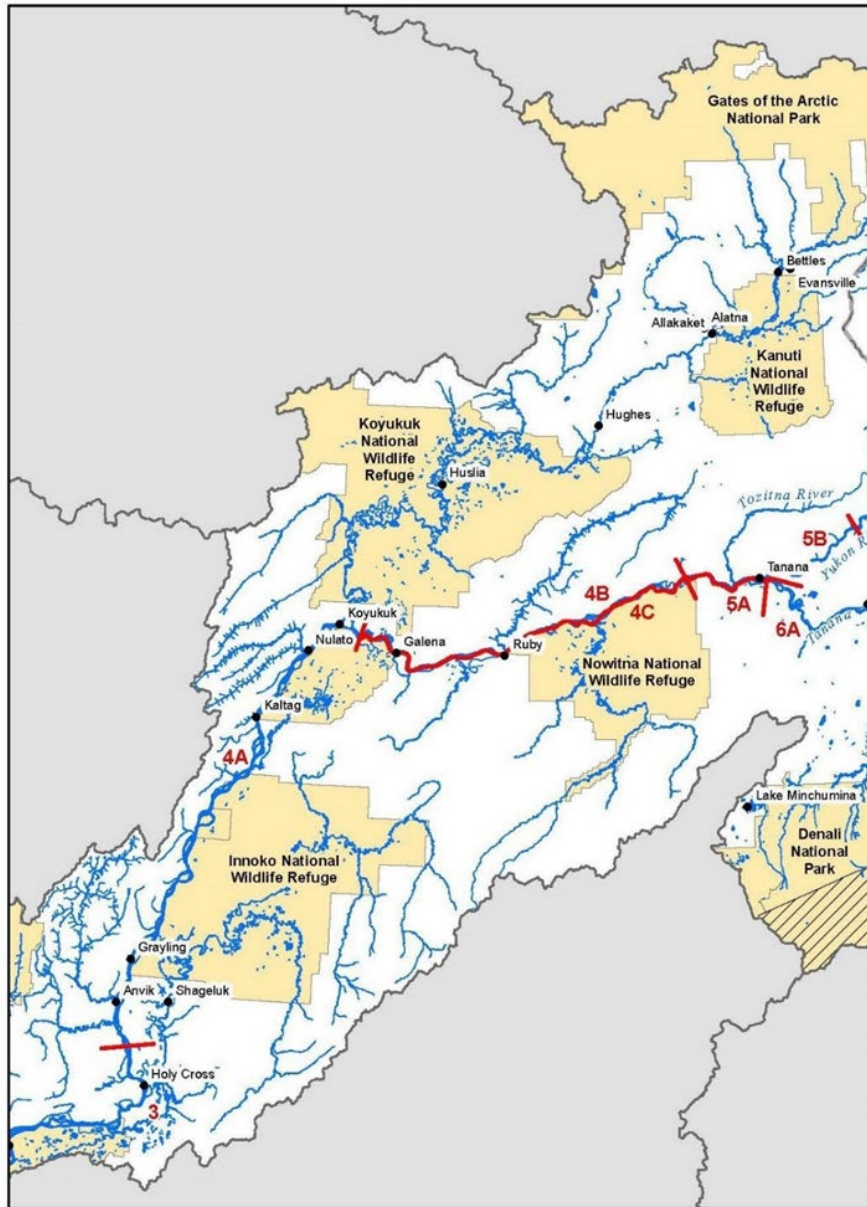 Gates of the Arctic
National Park
Bettles
Evansville
Allakaket
Alatna
Kanuti
National
Wildlife
Refuge
Hughes
Koyukuk
National
Wildlife
Refuge
Huslia
Tozitna River
5B
Yukon R
Tanana
4B
4C
5A
6A
Tanana
Koyukuk
Nulato
Galena
Ruby
Nowitna National
Wildlife Refuge
Kaltag
4A
Lake Minchumina
Denali
National
Park
Innoko National
Wildlife Refuge
Grayling
Anvik
Shageluk
Holy Cross
3